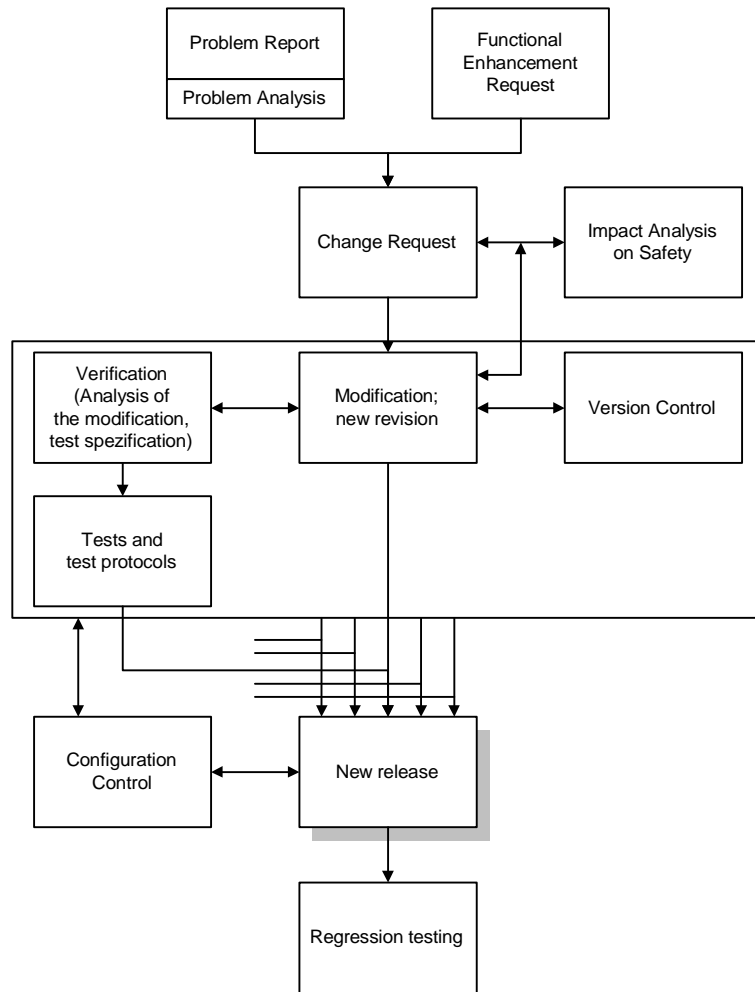 Problem Report
Problem Analysis
Functional
Enhancement
Request
Change Request
Impact Analysis
on Safety
Verification
(Analysis of
the modification,
test spezification)
Modification;
new revision
Version Control
Tests and
test protocols
Configuration
Control
New release
Regression testing